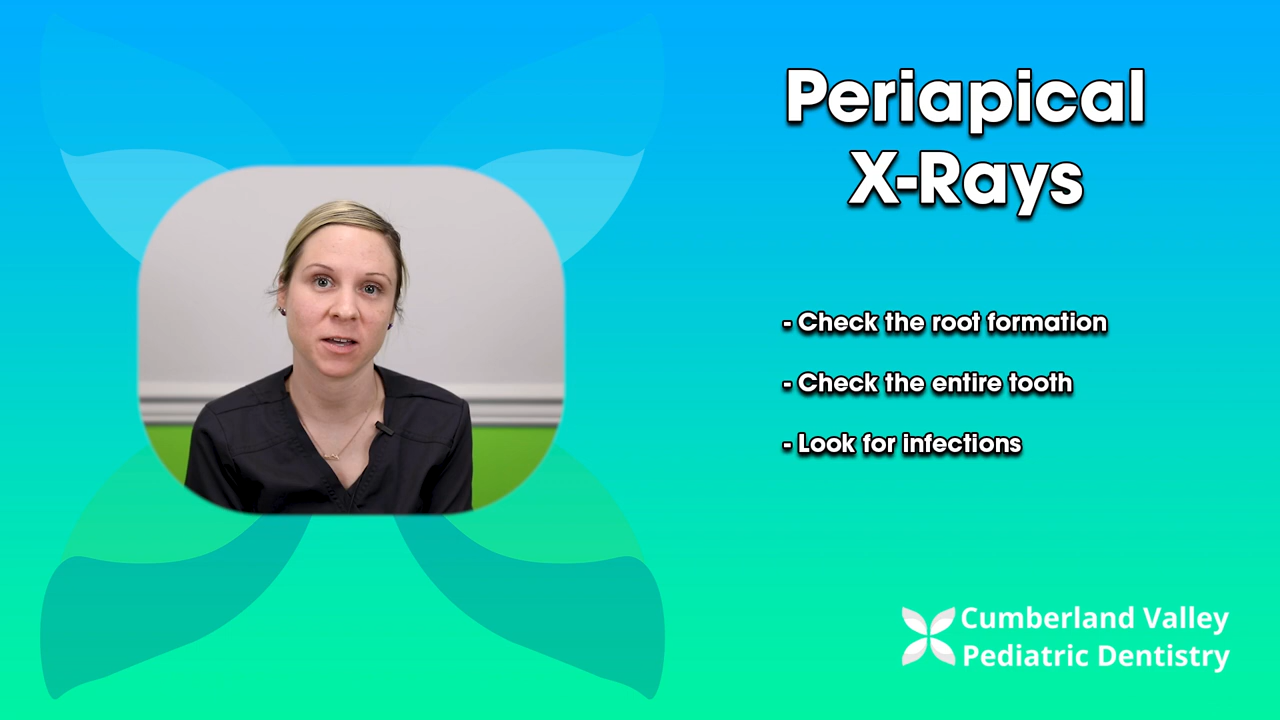 Periapical
X-Rays
- Check the root formation
- Check the entire tooth
- Look for infections
Cumberland Valley
Pediatric Dentistry